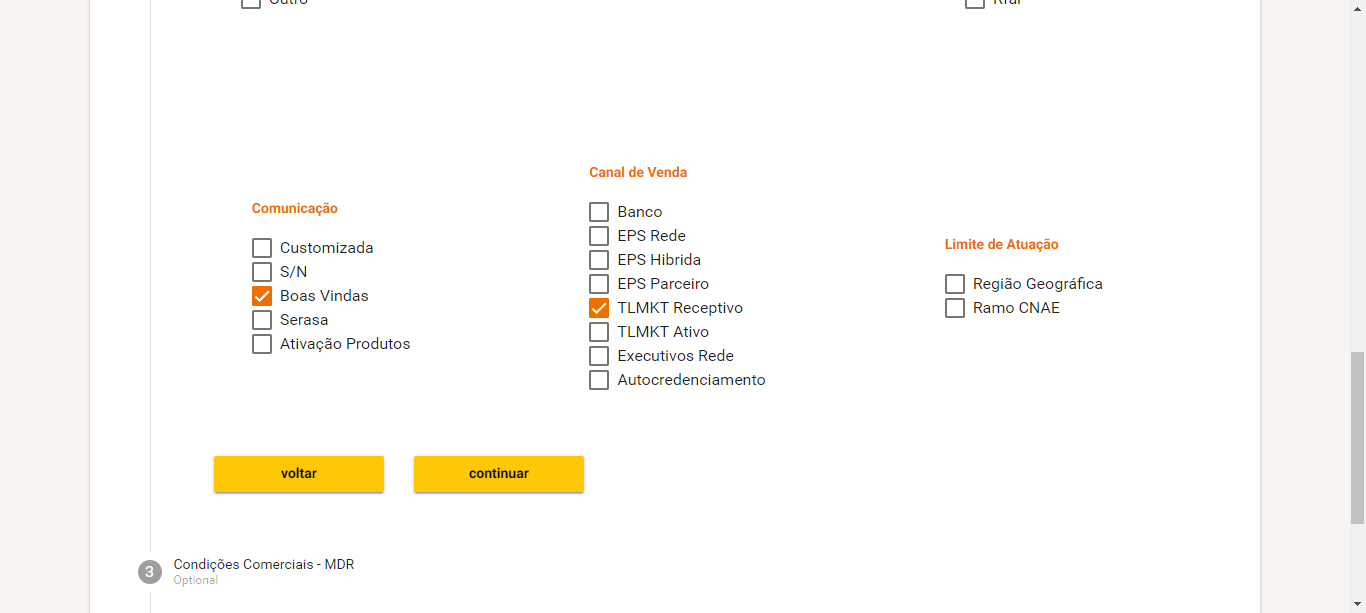 Outro
Comunicação
Customizada
S/N
Boas Vindas
Serasa
Ativação Produtos
Canal de Venda
Banco
EPS Rede
EPS Hibrida
EPS Parceiro
TLMKT Receptivo
TLMKT Ativo
Executivos Rede
Autocredenciamento
Limite de Atuação
Região Geográfica
Ramo CNAE
voltar
continuar
3
Condições Comerciais - MDR
Optional